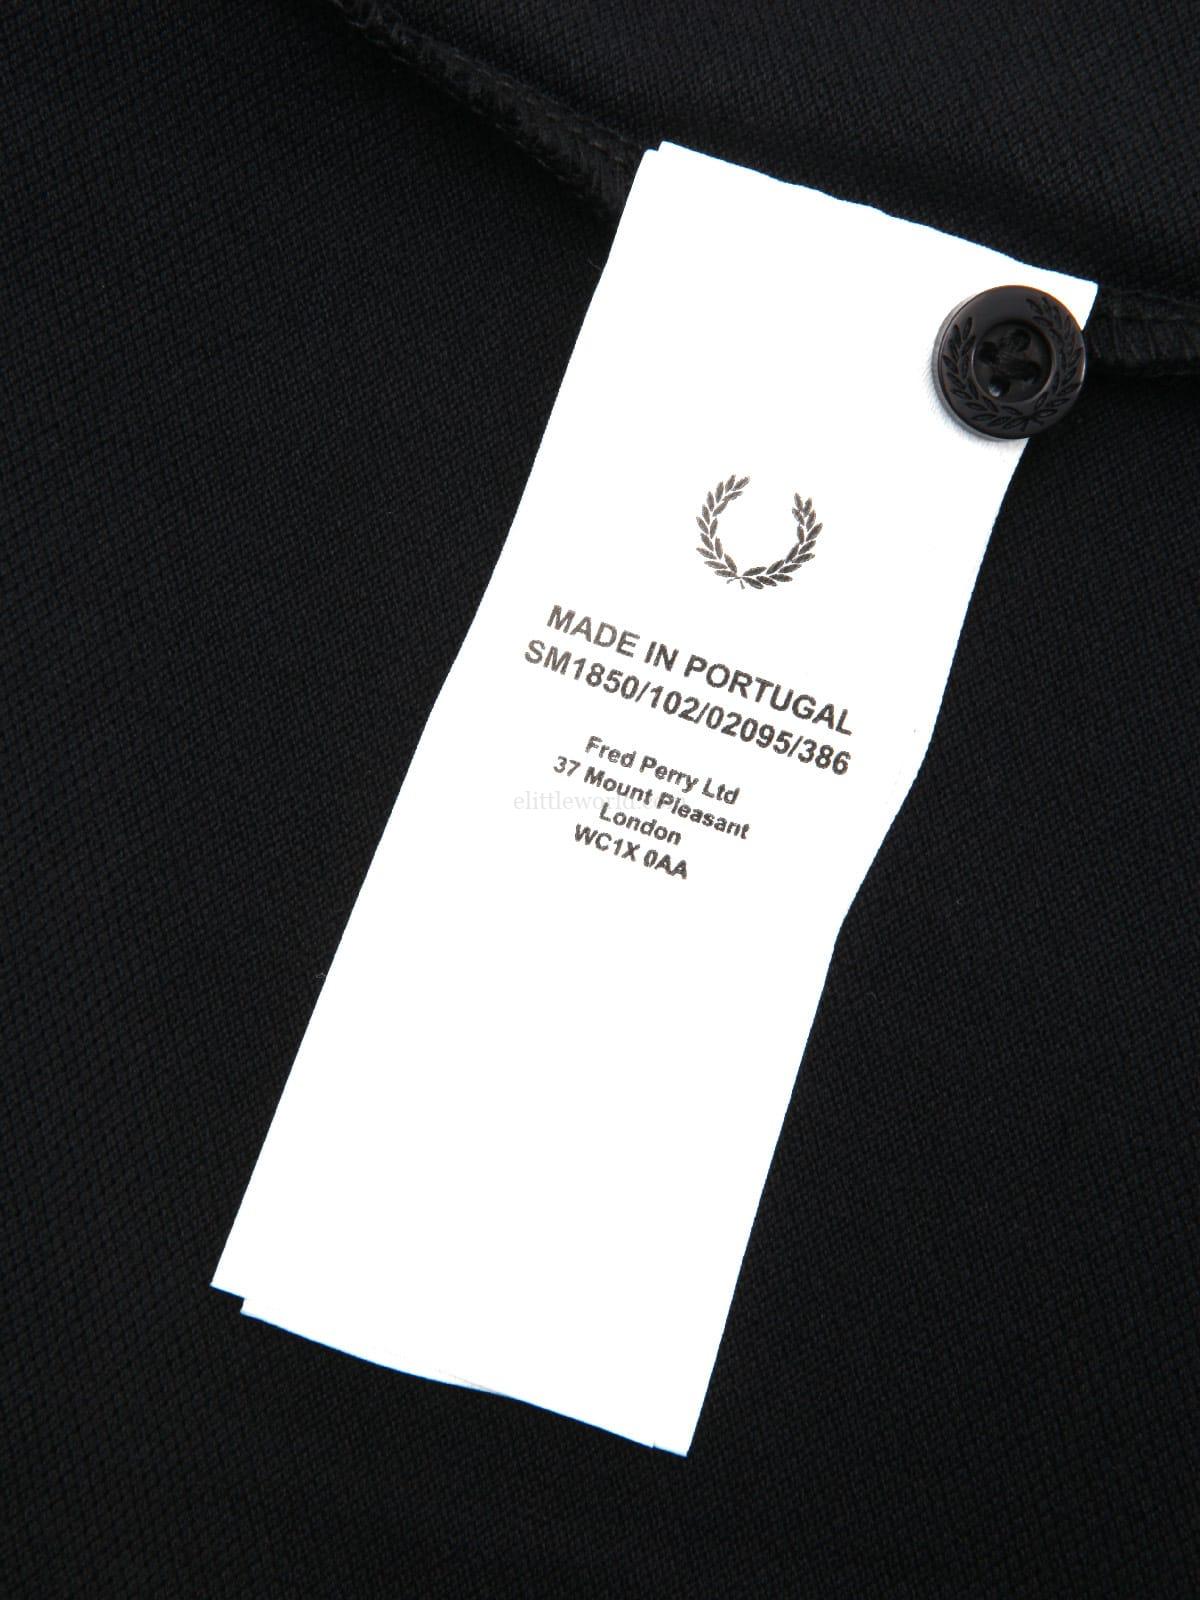 MADE IN PORTUGAL
SM1850/102/02095/386
Fred Perry Ltd
37 Mount Pleasant
London
WC1X 0AA